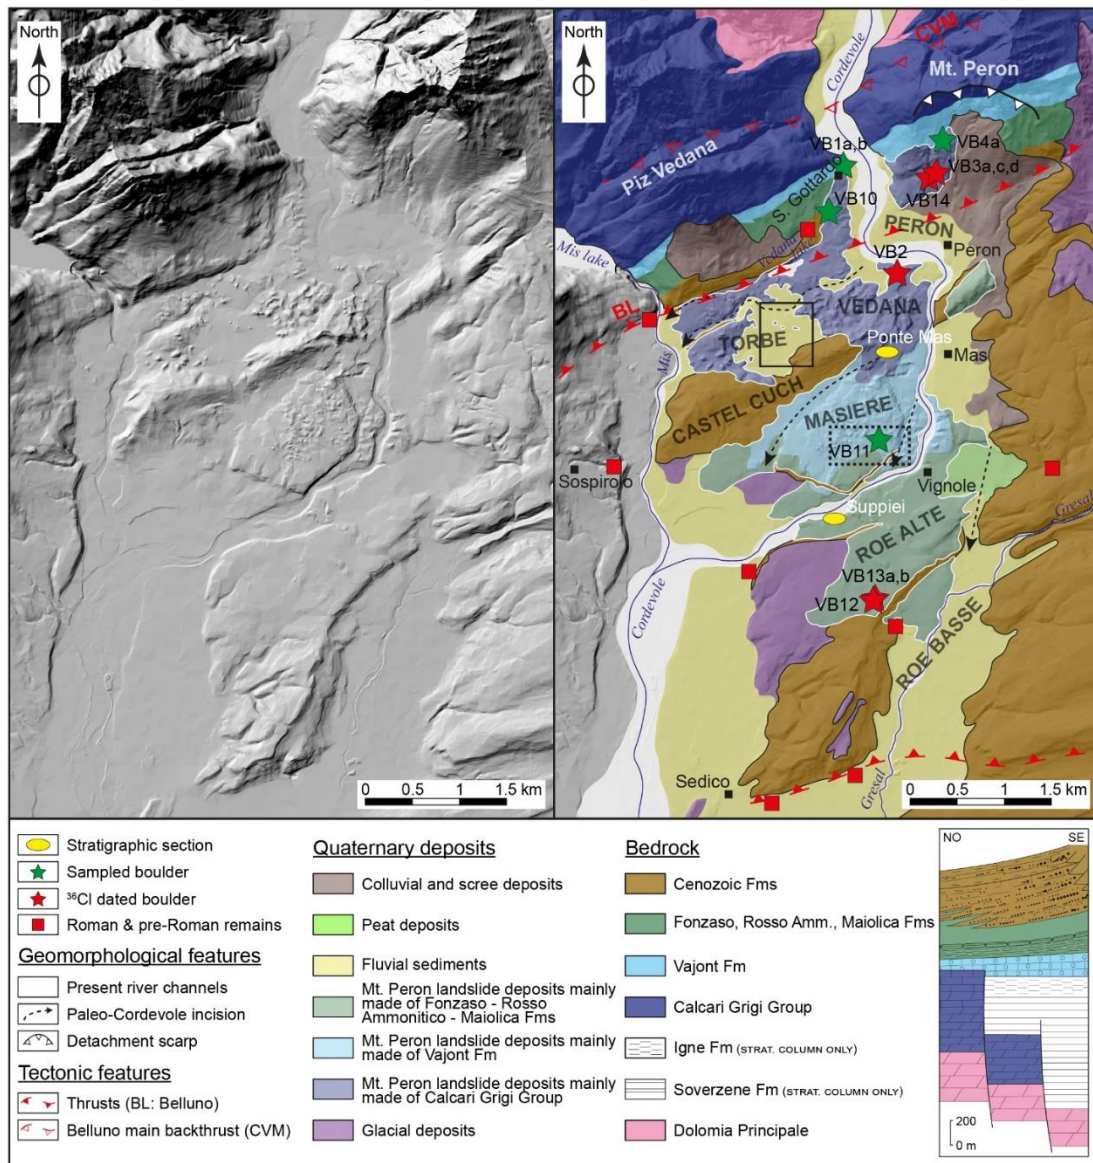 North
Mis lake
Sospirolo
0 0.5 1 1.5 km
North
CVM
Cordevole
Mt. Peron
VB1a,b
VB4a
Piz Vedana
VB3a,c,d
S. Gottardo
VB10
VB14
PERON
Peron
Vedana
lake
VB2
BL
VEDANA
Mis
TORBE
Ponte Mas
Mas
CASTEL CUCH
MASIERE
VB11
Vignole
Suppiei
Gresal
ROE ALTE
VB13a,b
VB12
Cordevole
ROE BASSE
Sedico
Gresal
0 0.5 1 1.5 km
Stratigraphic section
Sampled boulder
³⁶Cl dated boulder
Roman & pre-Roman remains
Geomorphological features
Present river channels
Paleo-Cordevole incision
Detachment scarp
Tectonic features
Thrusts (BL: Belluno)
Belluno main backthrust (CVM)
Quaternary deposits
Colluvial and scree deposits
Peat deposits
Fluvial sediments
Mt. Peron landslide deposits mainly
made of Fonzaso - Rosso
Ammonitico - Maiolica Fms
Mt. Peron landslide deposits mainly
made of Vajont Fm
Mt. Peron landslide deposits mainly
made of Calcari Grigi Group
Glacial deposits
Bedrock
Cenozoic Fms
Fonzaso, Rosso Amm., Maiolica Fms
Vajont Fm
Calcari Grigi Group
Igne Fm (STRAT. COLUMN ONLY)
Soverzene Fm (STRAT. COLUMN ONLY)
Dolomia Principale
NO SE
200
0 m